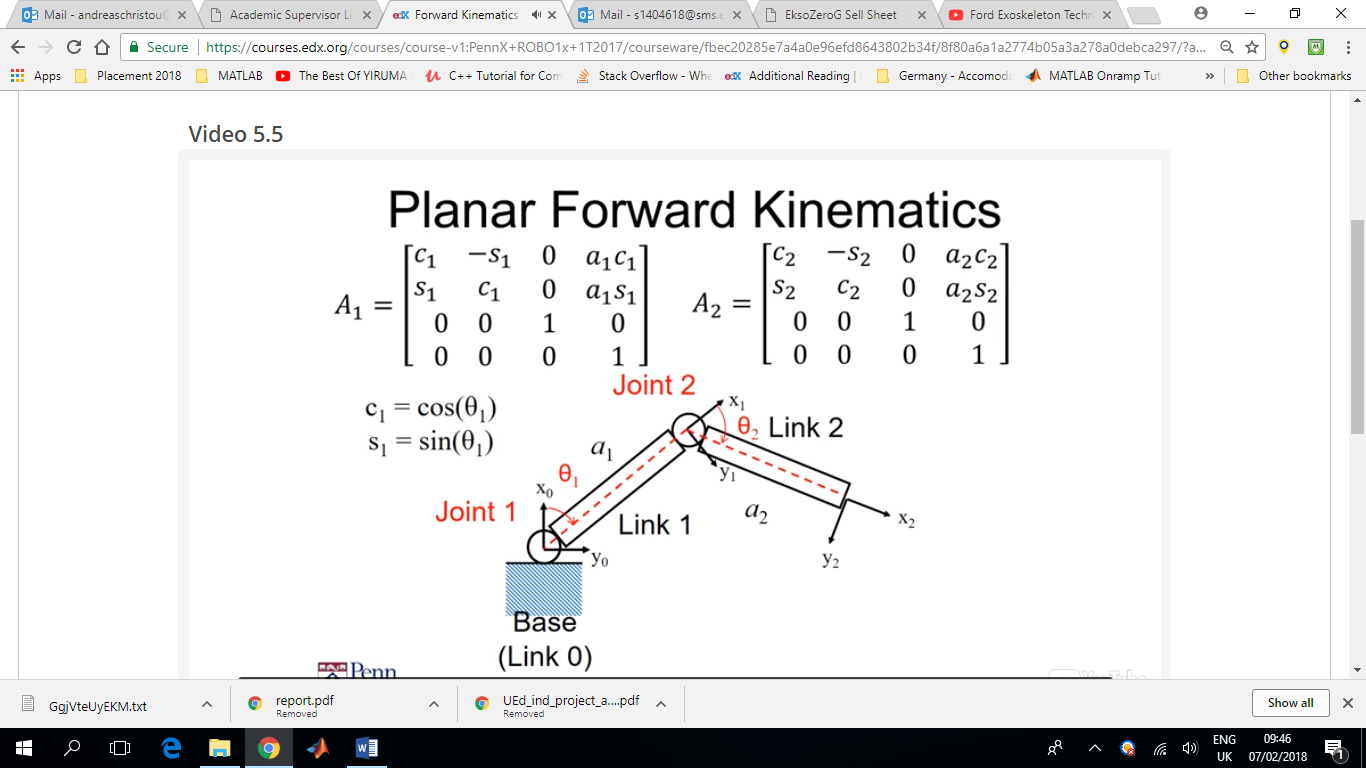 Mail - andreaschristou@
Academic Supervisor Li
edX Forward Kinematics
Mail - s1404618@sms.e
EksoZeroG Sell Sheet
Ford Exoskeleton Techn
Secure | https://courses.edx.org/courses/course-v1:PennX+ROBO1x+1T2017/courseware/fbec20285e7a4a0e96efd8643802b34f/8f80a6a1a2774b05a3a278a0debca297/?a...
Apps Placement 2018 MATLAB The Best Of YIRUMA C++ Tutorial for Com Stack Overflow - Whe edX Additional Reading | Germany - Accomoda MATLAB Onramp Tut » Other bookmarks
Video 5.5
Planar Forward Kinematics
A₁ =
c₁ −s₁ 0 a₁c₁
s₁ c₁ 0 a₁s₁
0 0 1 0
0 0 0 1
A₂ =
c₂ −s₂ 0 a₂c₂
s₂ c₂ 0 a₂s₂
0 0 1 0
0 0 0 1
c₁ = cos(θ₁)
s₁ = sin(θ₁)
Joint 2
x₁
θ₂ Link 2
a₁
y₁
θ₁
x₀
Joint 1
Link 1
a₂
x₂
y₀
y₂
Base
(Link 0)
Penn
YouTube
GgjVteUyEKM.txt
report.pdf
Removed
UEd_ind_project_a....pdf
Removed
Show all
ENG
UK
09:46
07/02/2018
1